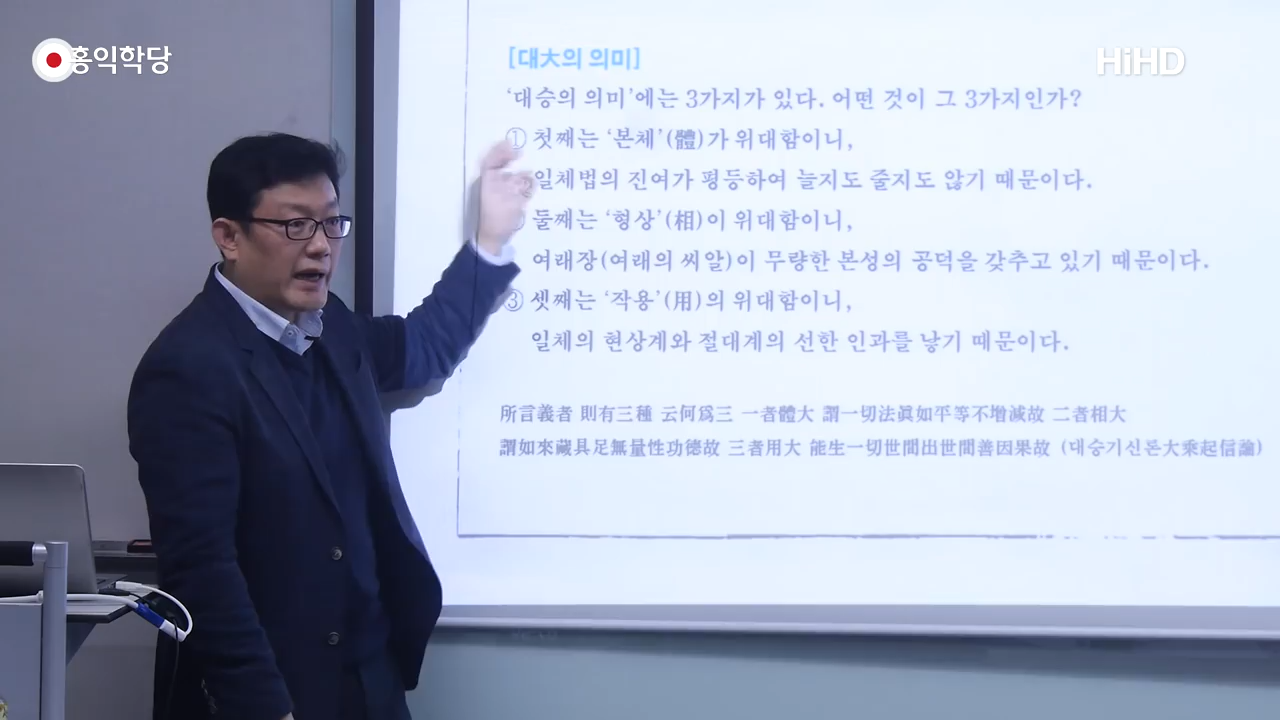 홍익학당
HiHD
[대大의 의미]
‘대승의 의미’에는 3가지가 있다. 어떤 것이 그 3가지인가?
① 첫째는 ‘본체’(體)가 위대함이니,
일체법의 진여가 평등하여 늘지도 줄지도 않기 때문이다.
둘째는 ‘형상’(相)이 위대함이니,
여래장(여래의 씨알)이 무량한 본성의 공덕을 갖추고 있기 때문이다.
③ 셋째는 ‘작용’(用)의 위대함이니,
일체의 현상계와 절대계의 선한 인과를 낳기 때문이다.
所言義者 則有三種 云何爲三 一者體大 謂一切法眞如平等不增減故 二者相大
謂如來藏具足無量性功德故 三者用大 能生一切世間出世間善因果故 (대승기신론大乘起信論)